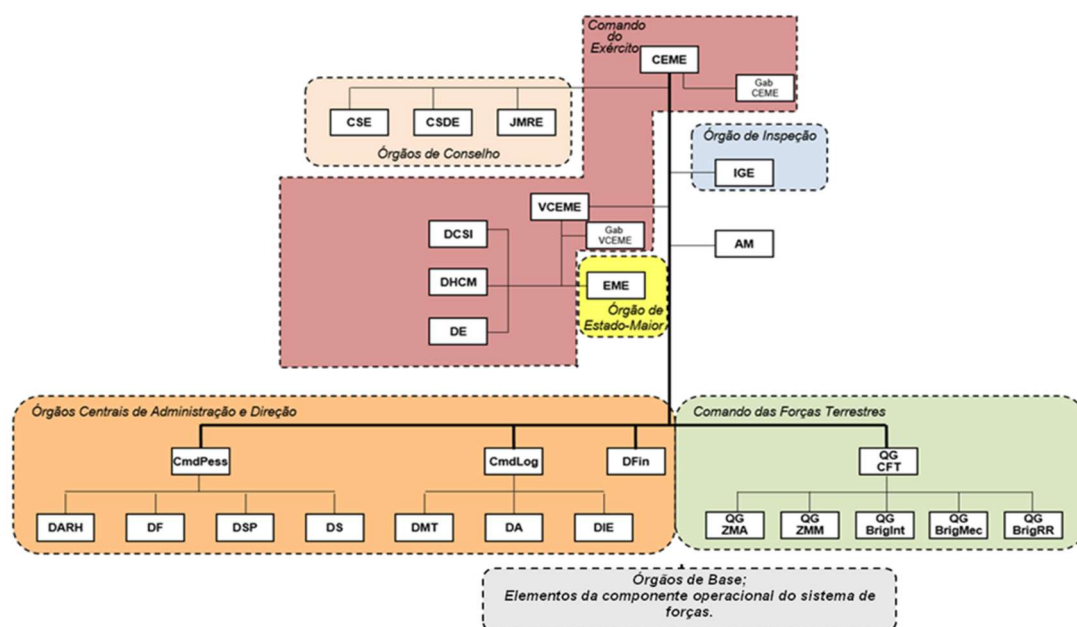 Comando
do
Exército
CEME
Gab
CEME
CSE
CSDE
JMRE
Órgãos de Conselho
Órgão de Inspeção
IGE
VCEME
Gab
VCEME
DCSI
AM
DHCM
EME
Órgão de
Estado-Maior
DE
Órgãos Centrais de Administração e Direção
Comando das Forças Terrestres
CmdPess
CmdLog
DFin
QG
CFT
DARH
DF
DSP
DS
DMT
DA
DIE
QG
ZMA
QG
ZMM
QG
BrigInt
QG
BrigMec
QG
BrigRR
Órgãos de Base;
Elementos da componente operacional do sistema de
forças.